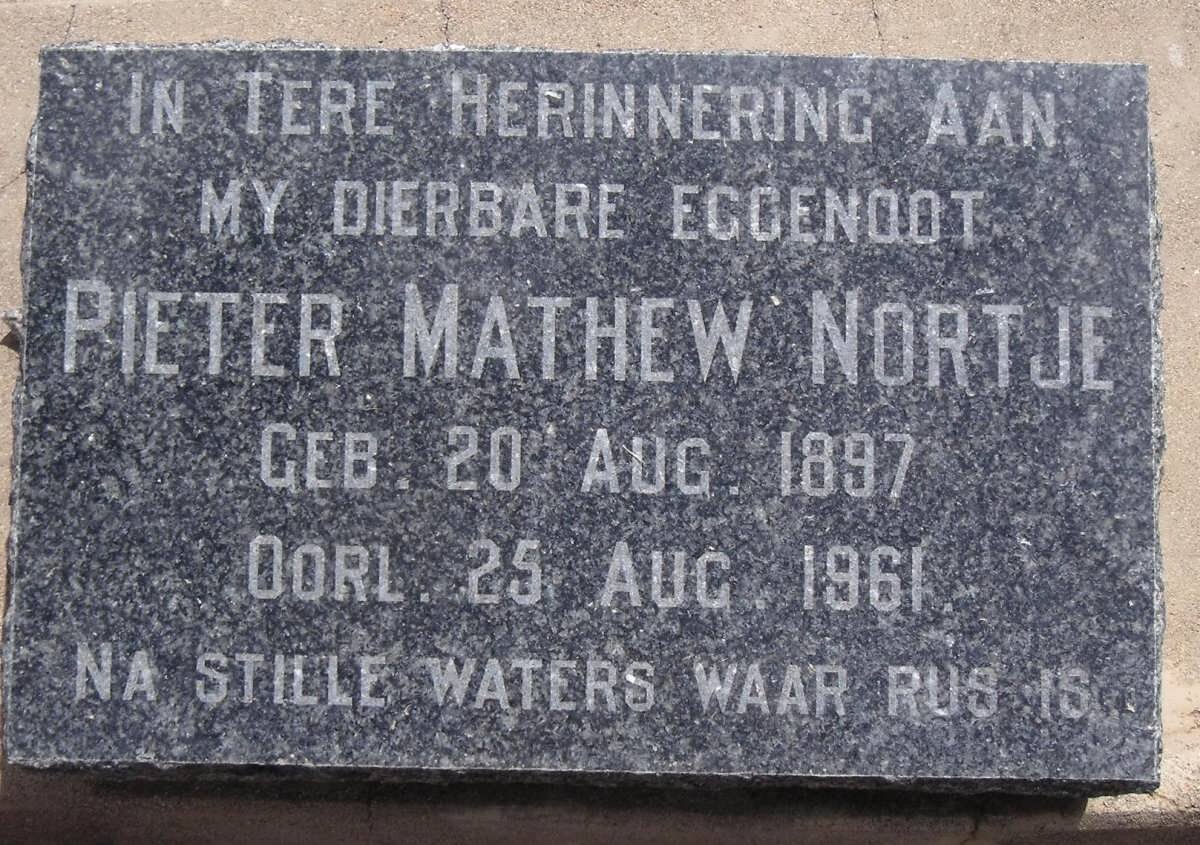 In Tere Herinnering Aan
MY DIERBARE EGGENOOT
PIETER MATHEW NORTJE
GEB. 20 AUG. 1897
OORL. 25 AUG. 1961.
NA STILLE WATERS WAAR RUS IS